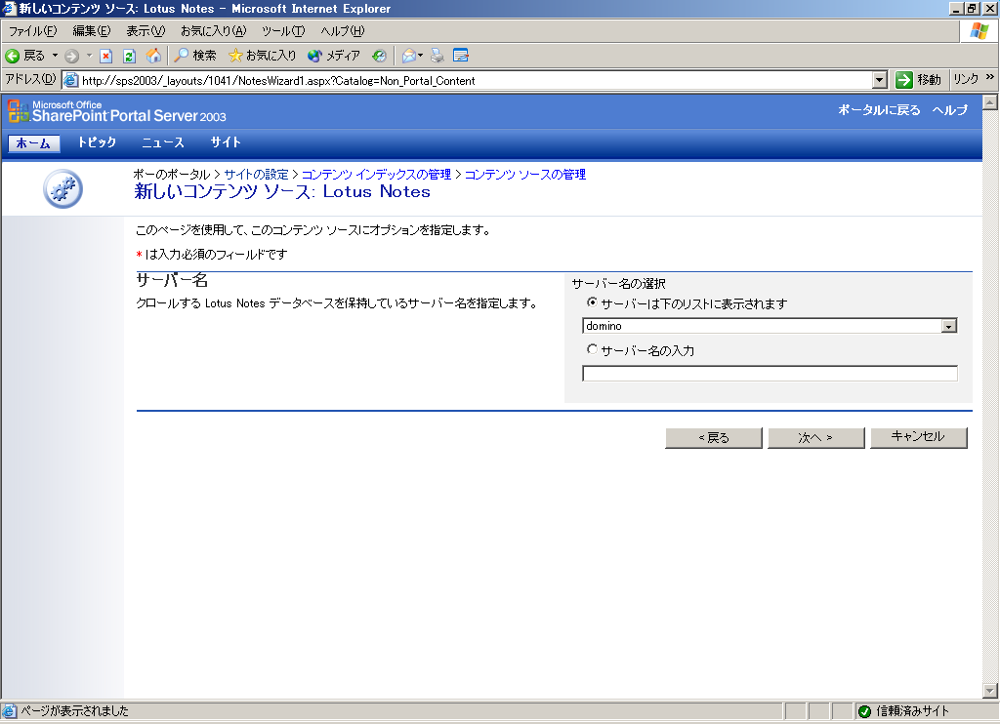 新しいコンテンツ ソース: Lotus Notes - Microsoft Internet Explorer
ファイル(F) 編集(E) 表示(V) お気に入り(A) ツール(T) ヘルプ(H)
戻る 検索 お気に入り メディア
アドレス(D) http://sps2003/_layouts/1041/NotesWizard1.aspx?Catalog=Non_Portal_Content 移動 リンク »
Microsoft Office
SharePoint Portal Server 2003
ポータルに戻る ヘルプ
ホーム トピック ニュース サイト
ポーのポータル > サイトの設定 > コンテンツ インデックスの管理 > コンテンツ ソースの管理
新しいコンテンツ ソース: Lotus Notes
このページを使用して、このコンテンツ ソースにオプションを指定します。
* は入力必須のフィールドです
サーバー名
クロールする Lotus Notes データベースを保持しているサーバー名を指定します。
サーバー名の選択
サーバーは下のリストに表示されます
domino
サーバー名の入力
< 戻る 次へ > キャンセル
ページが表示されました 信頼済みサイト